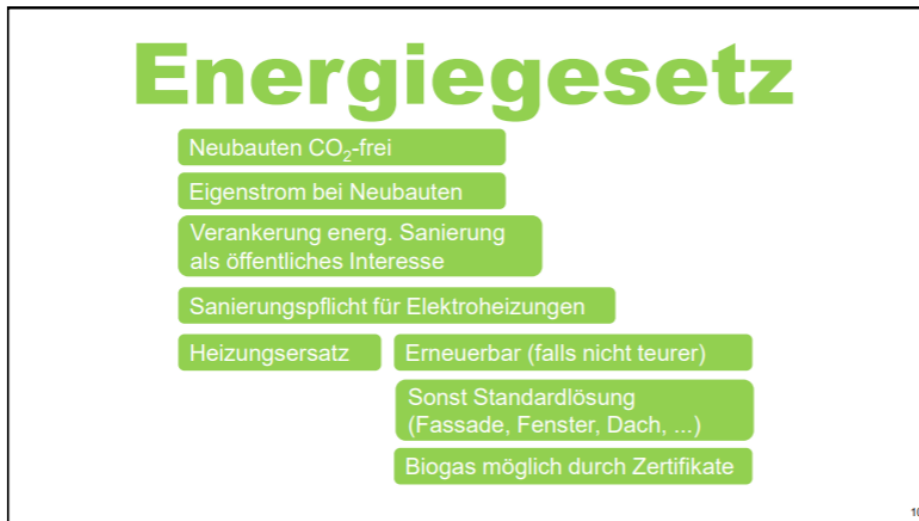 Energiegesetz
Neubauten CO₂-frei
Eigenstrom bei Neubauten
Verankerung energ. Sanierung
als öffentliches Interesse
Sanierungspflicht für Elektroheizungen
Heizungsersatz
Erneuerbar (falls nicht teurer)
Sonst Standardlösung
(Fassade, Fenster, Dach, ...)
Biogas möglich durch Zertifikate